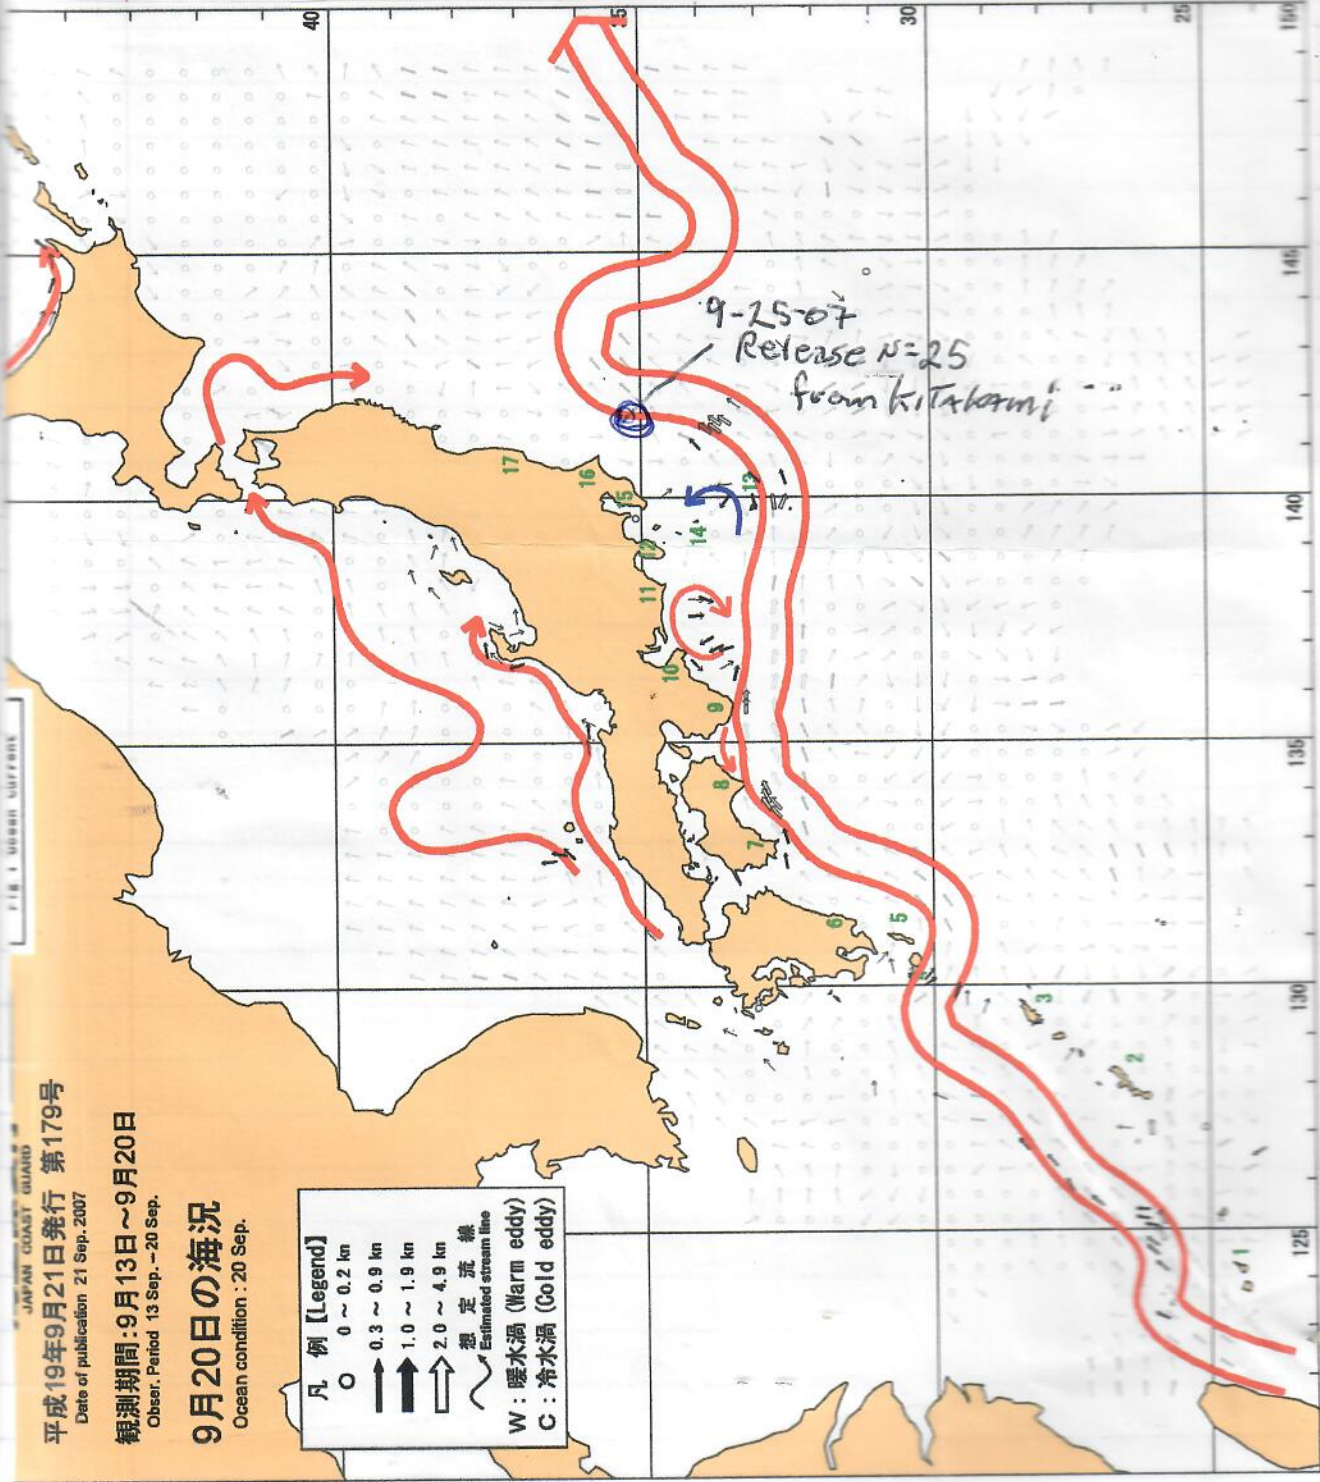 Fig 1 Ocean Current
JAPAN COAST GUARD
平成19年9月21日発行 第179号
Date of publication 21 Sep. 2007
観測期間:9月13日～9月20日
Obser. Period 13 Sep.－20 Sep.
9月20日の海況
Ocean condition : 20 Sep.
凡 例【Legend】
0 ～ 0.2 kn
0.3 ～ 0.9 kn
1.0 ～ 1.9 kn
2.0 ～ 4.9 kn
想 定 流 線
Estimated stream line
W : 暖水渦 (Warm eddy)
C : 冷水渦 (Cold eddy)
9-25-07
Release N=25
from KITAKAMI
40
35
30
25
150
145
140
135
130
125
17
16
15
13
14
12
11
10
9
8
7
6
5
4
3
2
1